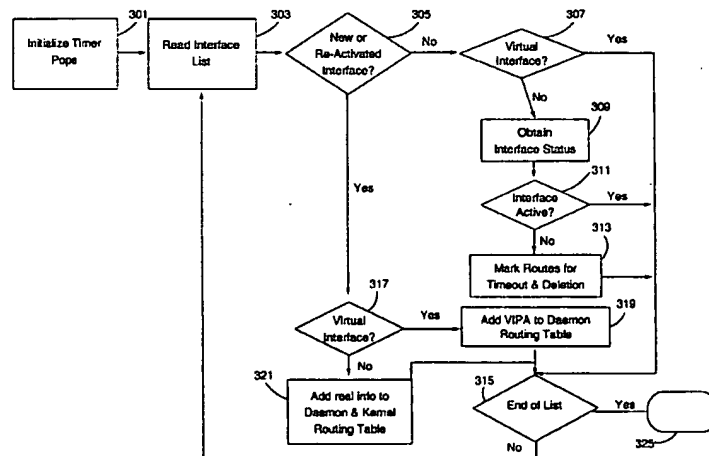 301
303
305
307
Initialize Timer
Pops
Read Interface
List
New or
Re-Activated
Interface?
No
Virtual
Interface?
Yes
No
309
Obtain
Interface Status
311
Yes
Interface
Active?
Yes
No
313
Mark Routes for
Timeout & Deletion
317
Virtual
Interface?
Yes
319
Add VIPA to Daemon
Routing Table
No
321
Add real info to
Daemon & Kernal
Routing Table
315
End of List
Yes
325
No